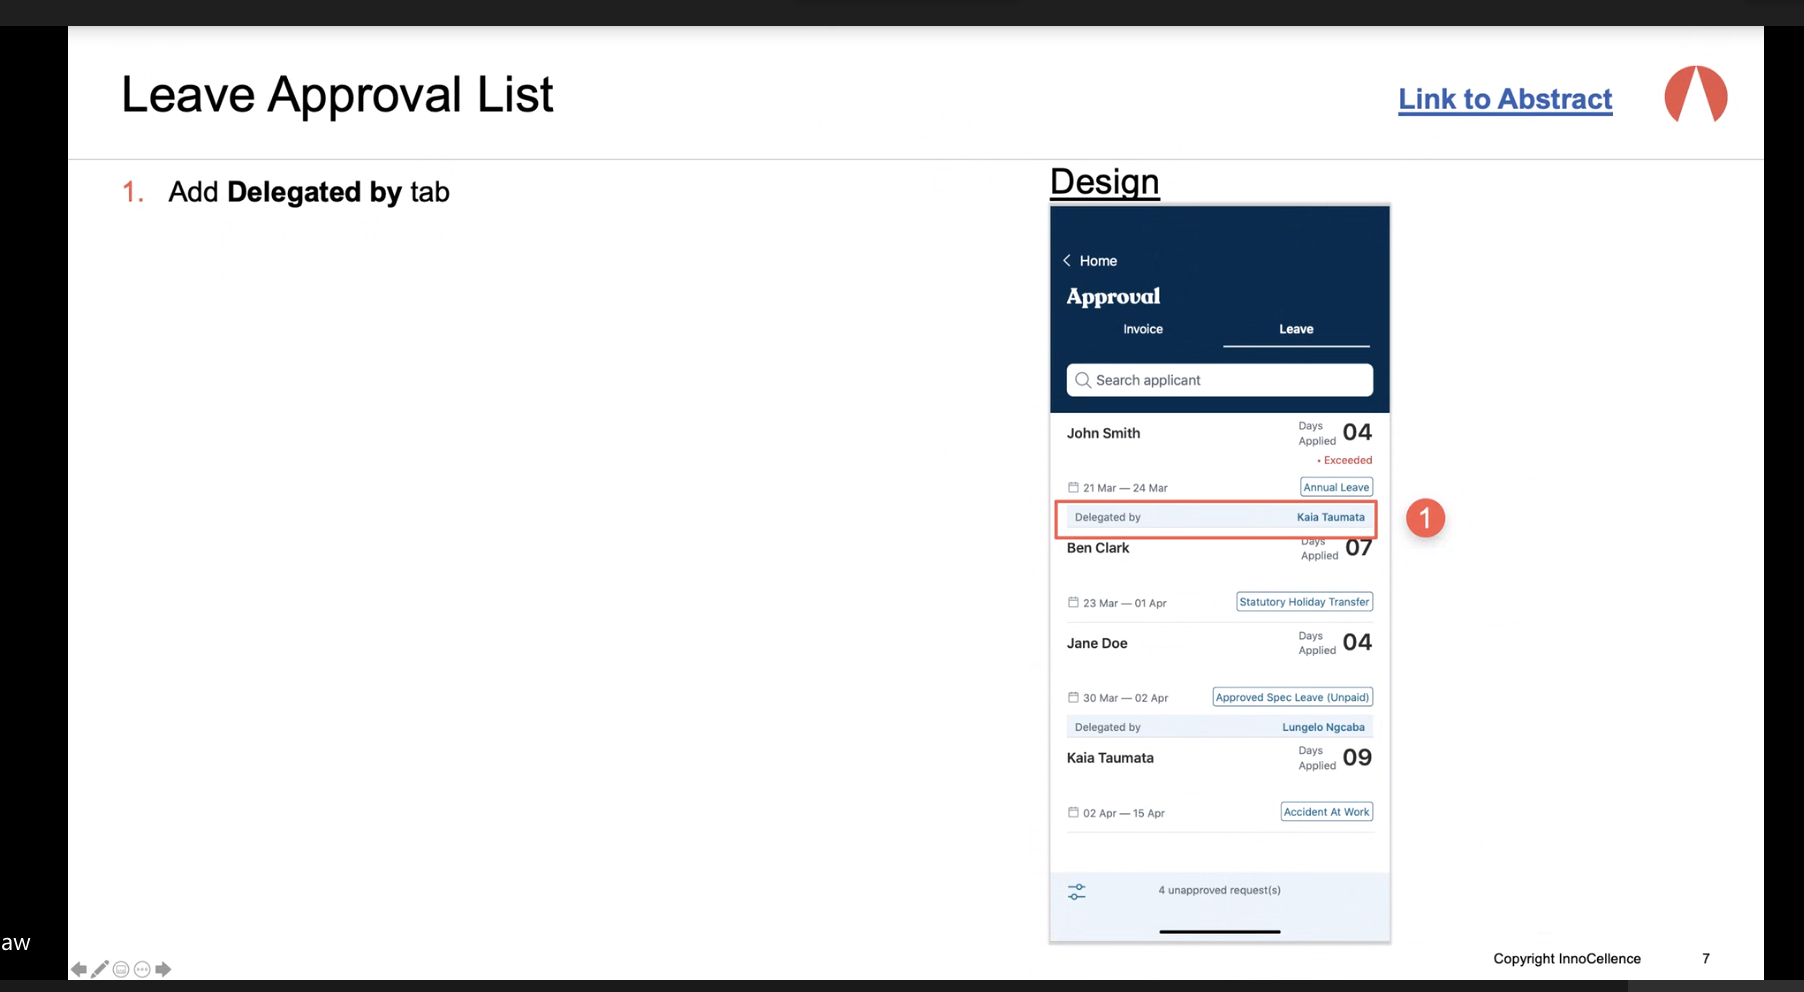 Leave Approval List
Link to Abstract
1. Add Delegated by tab
Design
Home
Approval
Invoice Leave
Search applicant
John Smith Days Applied 04
• Exceeded
21 Mar — 24 Mar Annual Leave
Delegated by Kaia Taumata
1
Ben Clark Days Applied 07
23 Mar — 01 Apr Statutory Holiday Transfer
Jane Doe Days Applied 04
30 Mar — 02 Apr Approved Spec Leave (Unpaid)
Delegated by Lungelo Ngcaba
Kaia Taumata Days Applied 09
02 Apr — 15 Apr Accident At Work
4 unapproved request(s)
aw
Copyright InnoCellence 7